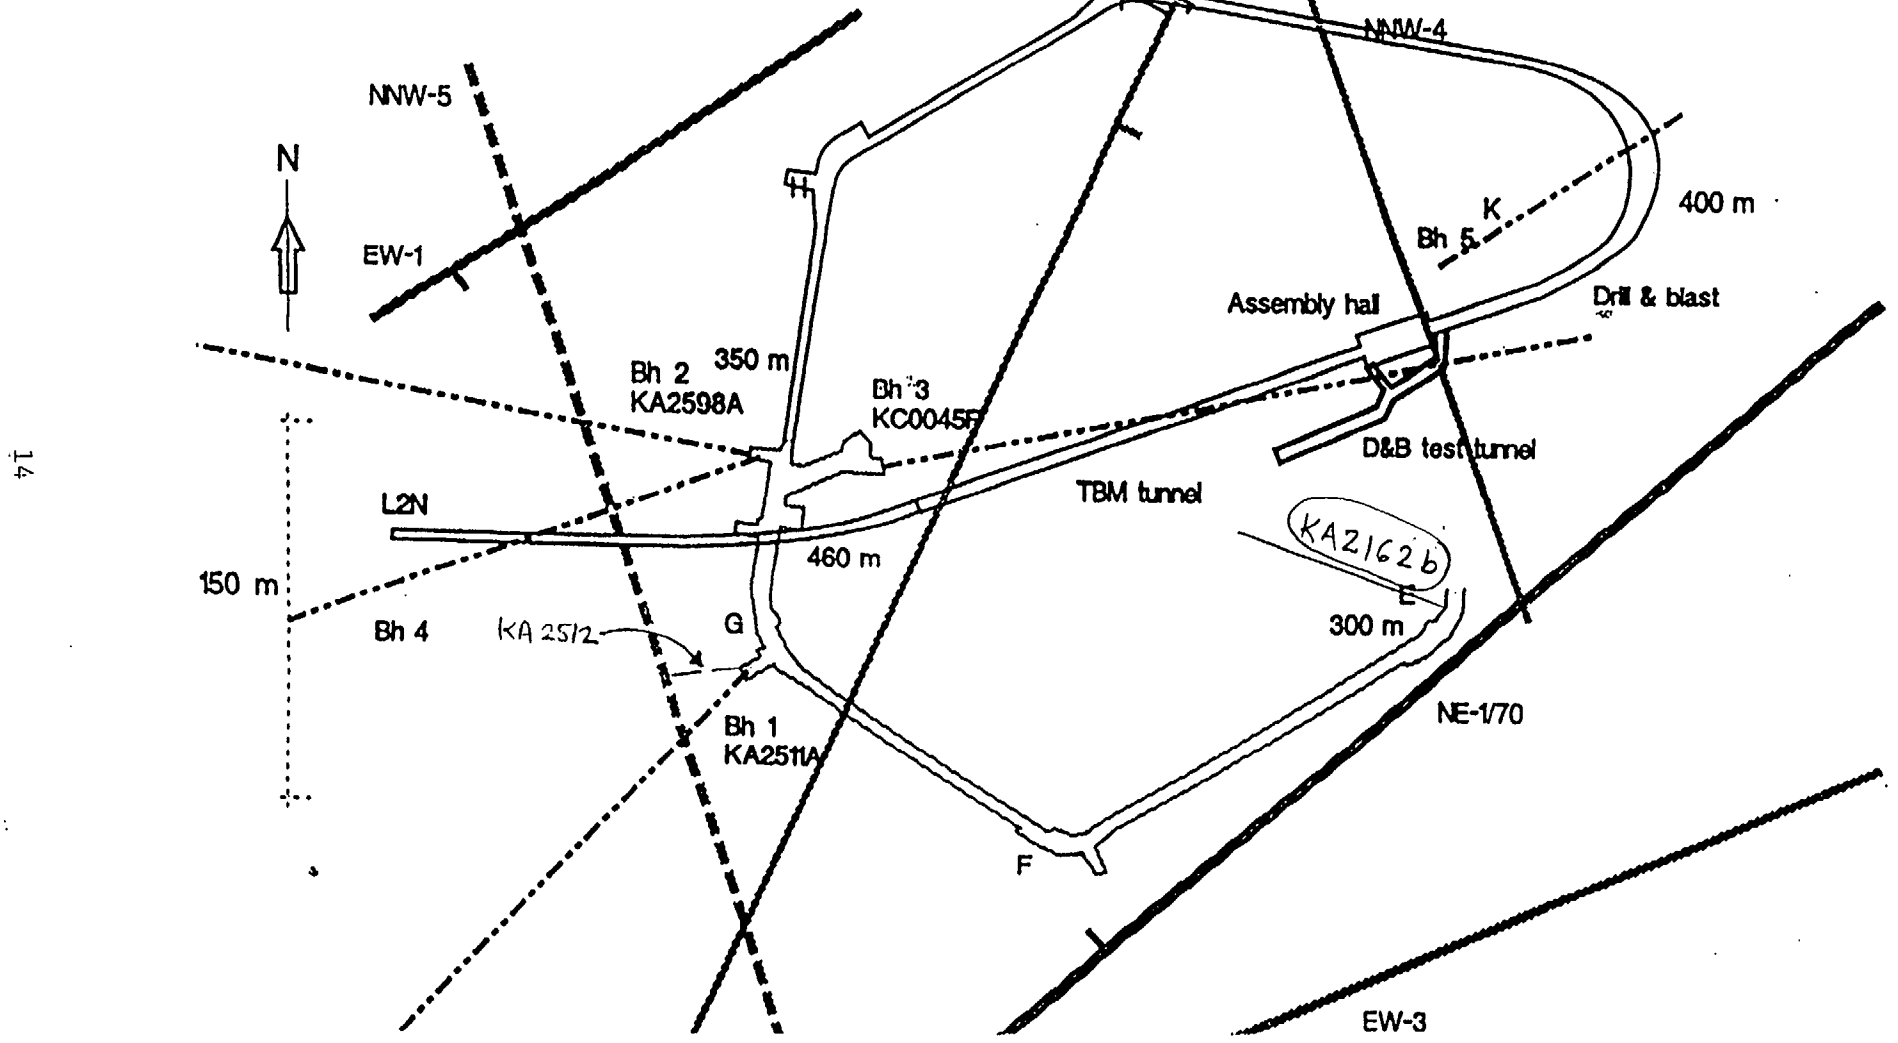 NNW-4
NNW-5
N
EW-1
K
Bh 5
400 m
Assembly hall
Drill & blast
350 m
Bh 2
KA2598A
Bh 3
KC0045F
D&B test tunnel
TBM tunnel
L2N
KA2162b
460 m
150 m
E
300 m
Bh 4
KA2512
G
NE-1/70
Bh 1
KA2511A
F
EW-3
H
14